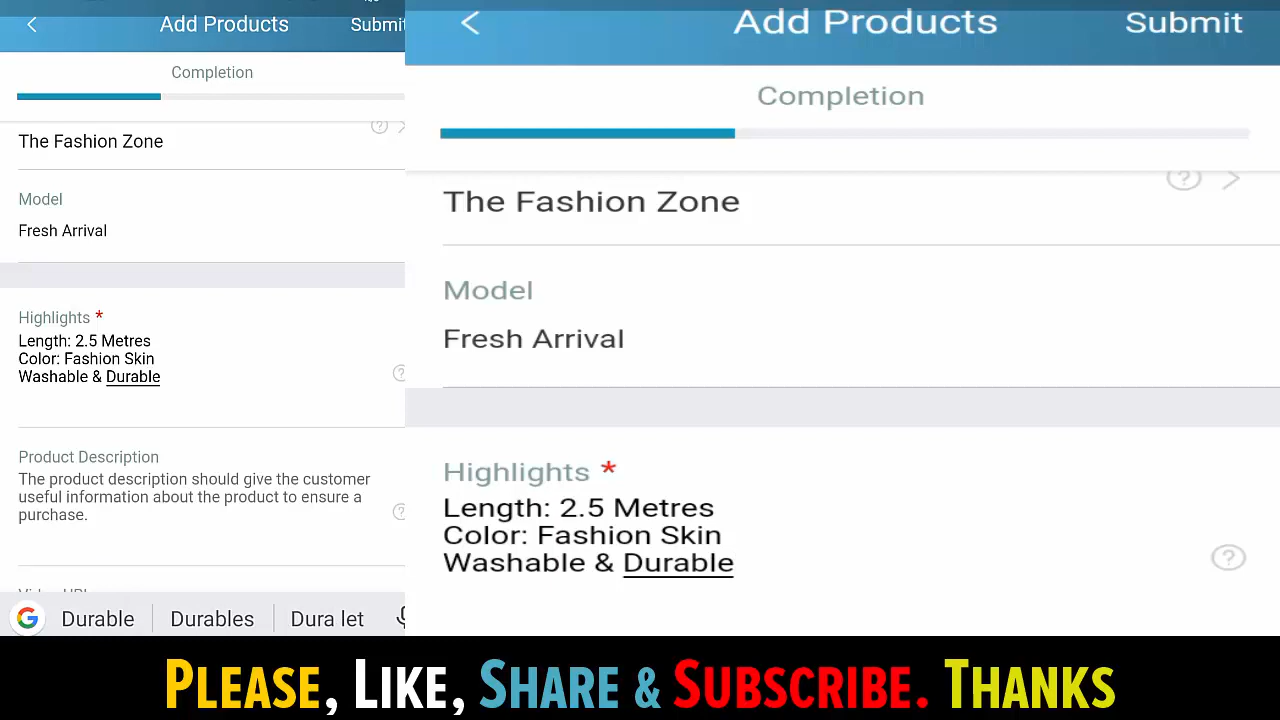 Add Products
Submit
Completion
The Fashion Zone
Model
Fresh Arrival
Highlights *
Length: 2.5 Metres
Color: Fashion Skin
Washable & Durable
Product Description
The product description should give the customer
useful information about the product to ensure a
purchase.
Durable
Durables
Dura let
Add Products
Submit
Completion
The Fashion Zone
Model
Fresh Arrival
Highlights *
Length: 2.5 Metres
Color: Fashion Skin
Washable & Durable
PLEASE, LIKE, SHARE & SUBSCRIBE. THANKS